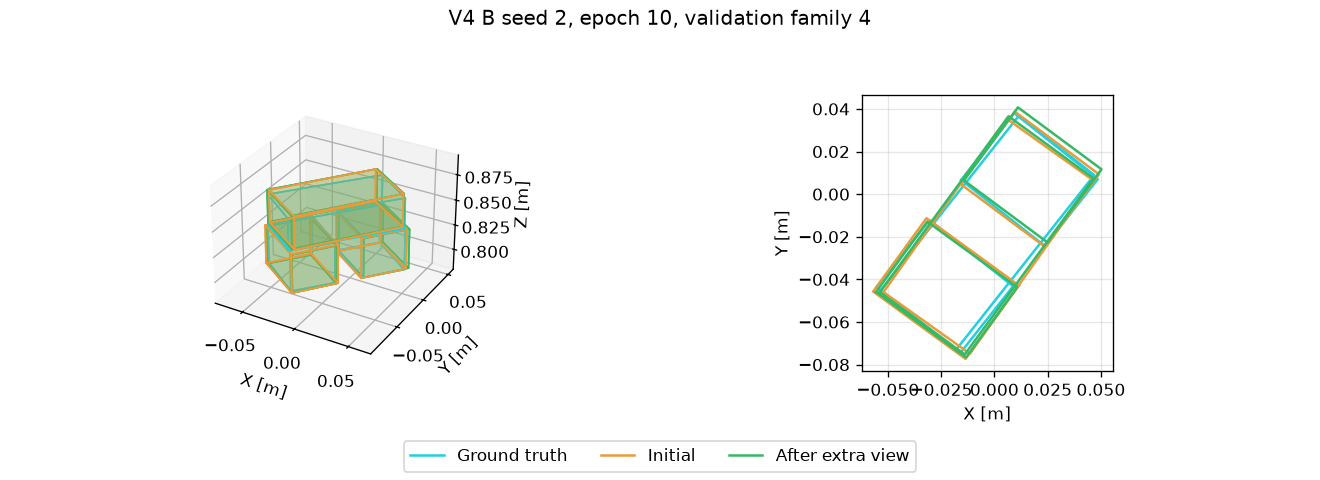 V4 B seed 2, epoch 10, validation family 4
0.875
0.850
0.825
0.800
Z [m]
0.05
0.00
−0.05
Y [m]
−0.05
0.00
0.05
X [m]
0.04
0.02
0.00
−0.02
−0.04
−0.06
−0.08
Y [m]
−0.050 −0.025 0.000 0.025 0.050
X [m]
Ground truth Initial After extra view